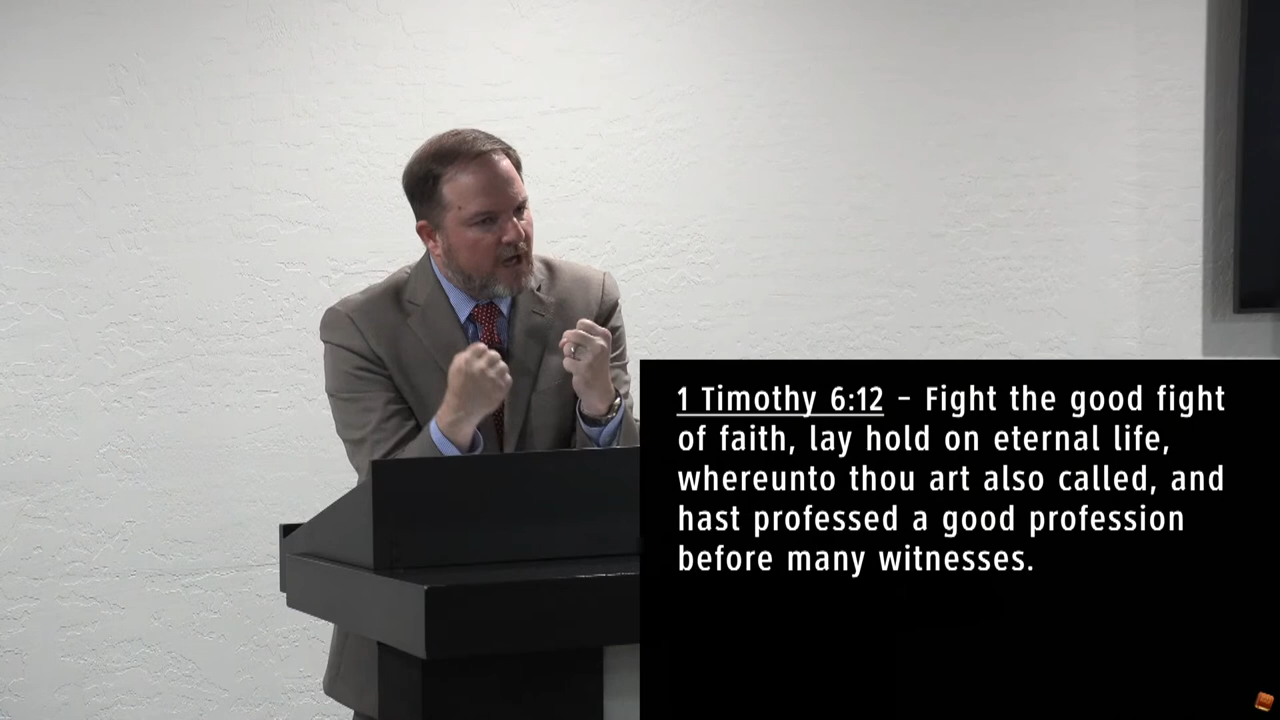 1 Timothy 6:12 – Fight the good fight
of faith, lay hold on eternal life,
whereunto thou art also called, and
hast professed a good profession
before many witnesses.